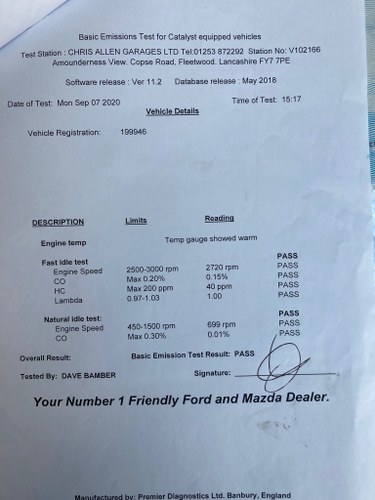 Basic Emissions Test for Catalyst equipped vehicles
Test Station : CHRIS ALLEN GARAGES LTD Tel:01253 872292 Station No: V102166
Amounderness View. Copse Road, Fleetwood. Lancashire FY7 7PE
Software release : Ver 11.2 Database release : May 2018
Date of Test: Mon Sep 07 2020 Time of Test: 15:17
Vehicle Details
Vehicle Registration: 199946
DESCRIPTION Limits Reading
Engine temp Temp gauge showed warm PASS
Fast idle test PASS
Engine Speed 2500-3000 rpm 2720 rpm PASS
CO Max 0.20% 0.15% PASS
HC Max 200 ppm 40 ppm PASS
Lambda 0.97-1.03 1.00 PASS
Natural idle test: PASS
Engine Speed 450-1500 rpm 699 rpm PASS
CO Max 0.30% 0.01% PASS
Overall Result: Basic Emission Test Result: PASS
Tested By: DAVE BAMBER Signature:
Your Number 1 Friendly Ford and Mazda Dealer.
Manufactured by: Premier Diagnostics Ltd. Banbury, England